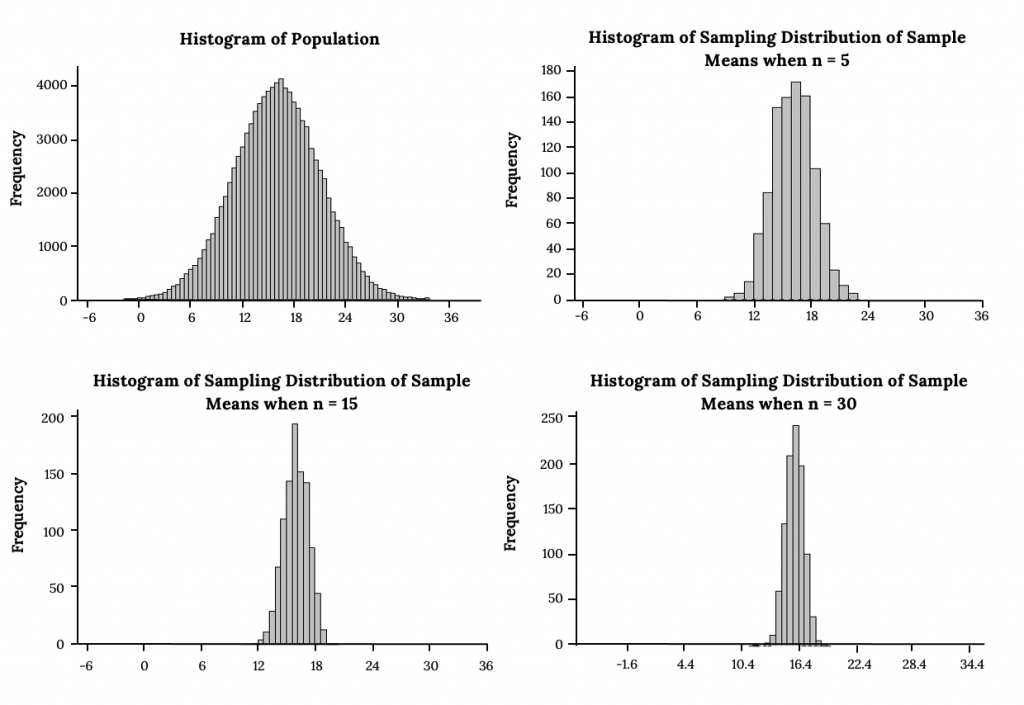 Histogram of Population
Frequency
4000
3000
2000
1000
0
-6 0 6 12 18 24 30 36
Histogram of Sampling Distribution of Sample
Means when n = 5
Frequency
180
160
140
120
100
80
60
40
20
0
-6 0 6 12 18 24 30 36
Histogram of Sampling Distribution of Sample
Means when n = 15
Frequency
200
150
100
50
0
-6 0 6 12 18 24 30 36
Histogram of Sampling Distribution of Sample
Means when n = 30
Frequency
250
200
150
100
50
0
-1.6 4.4 10.4 16.4 22.4 28.4 34.4